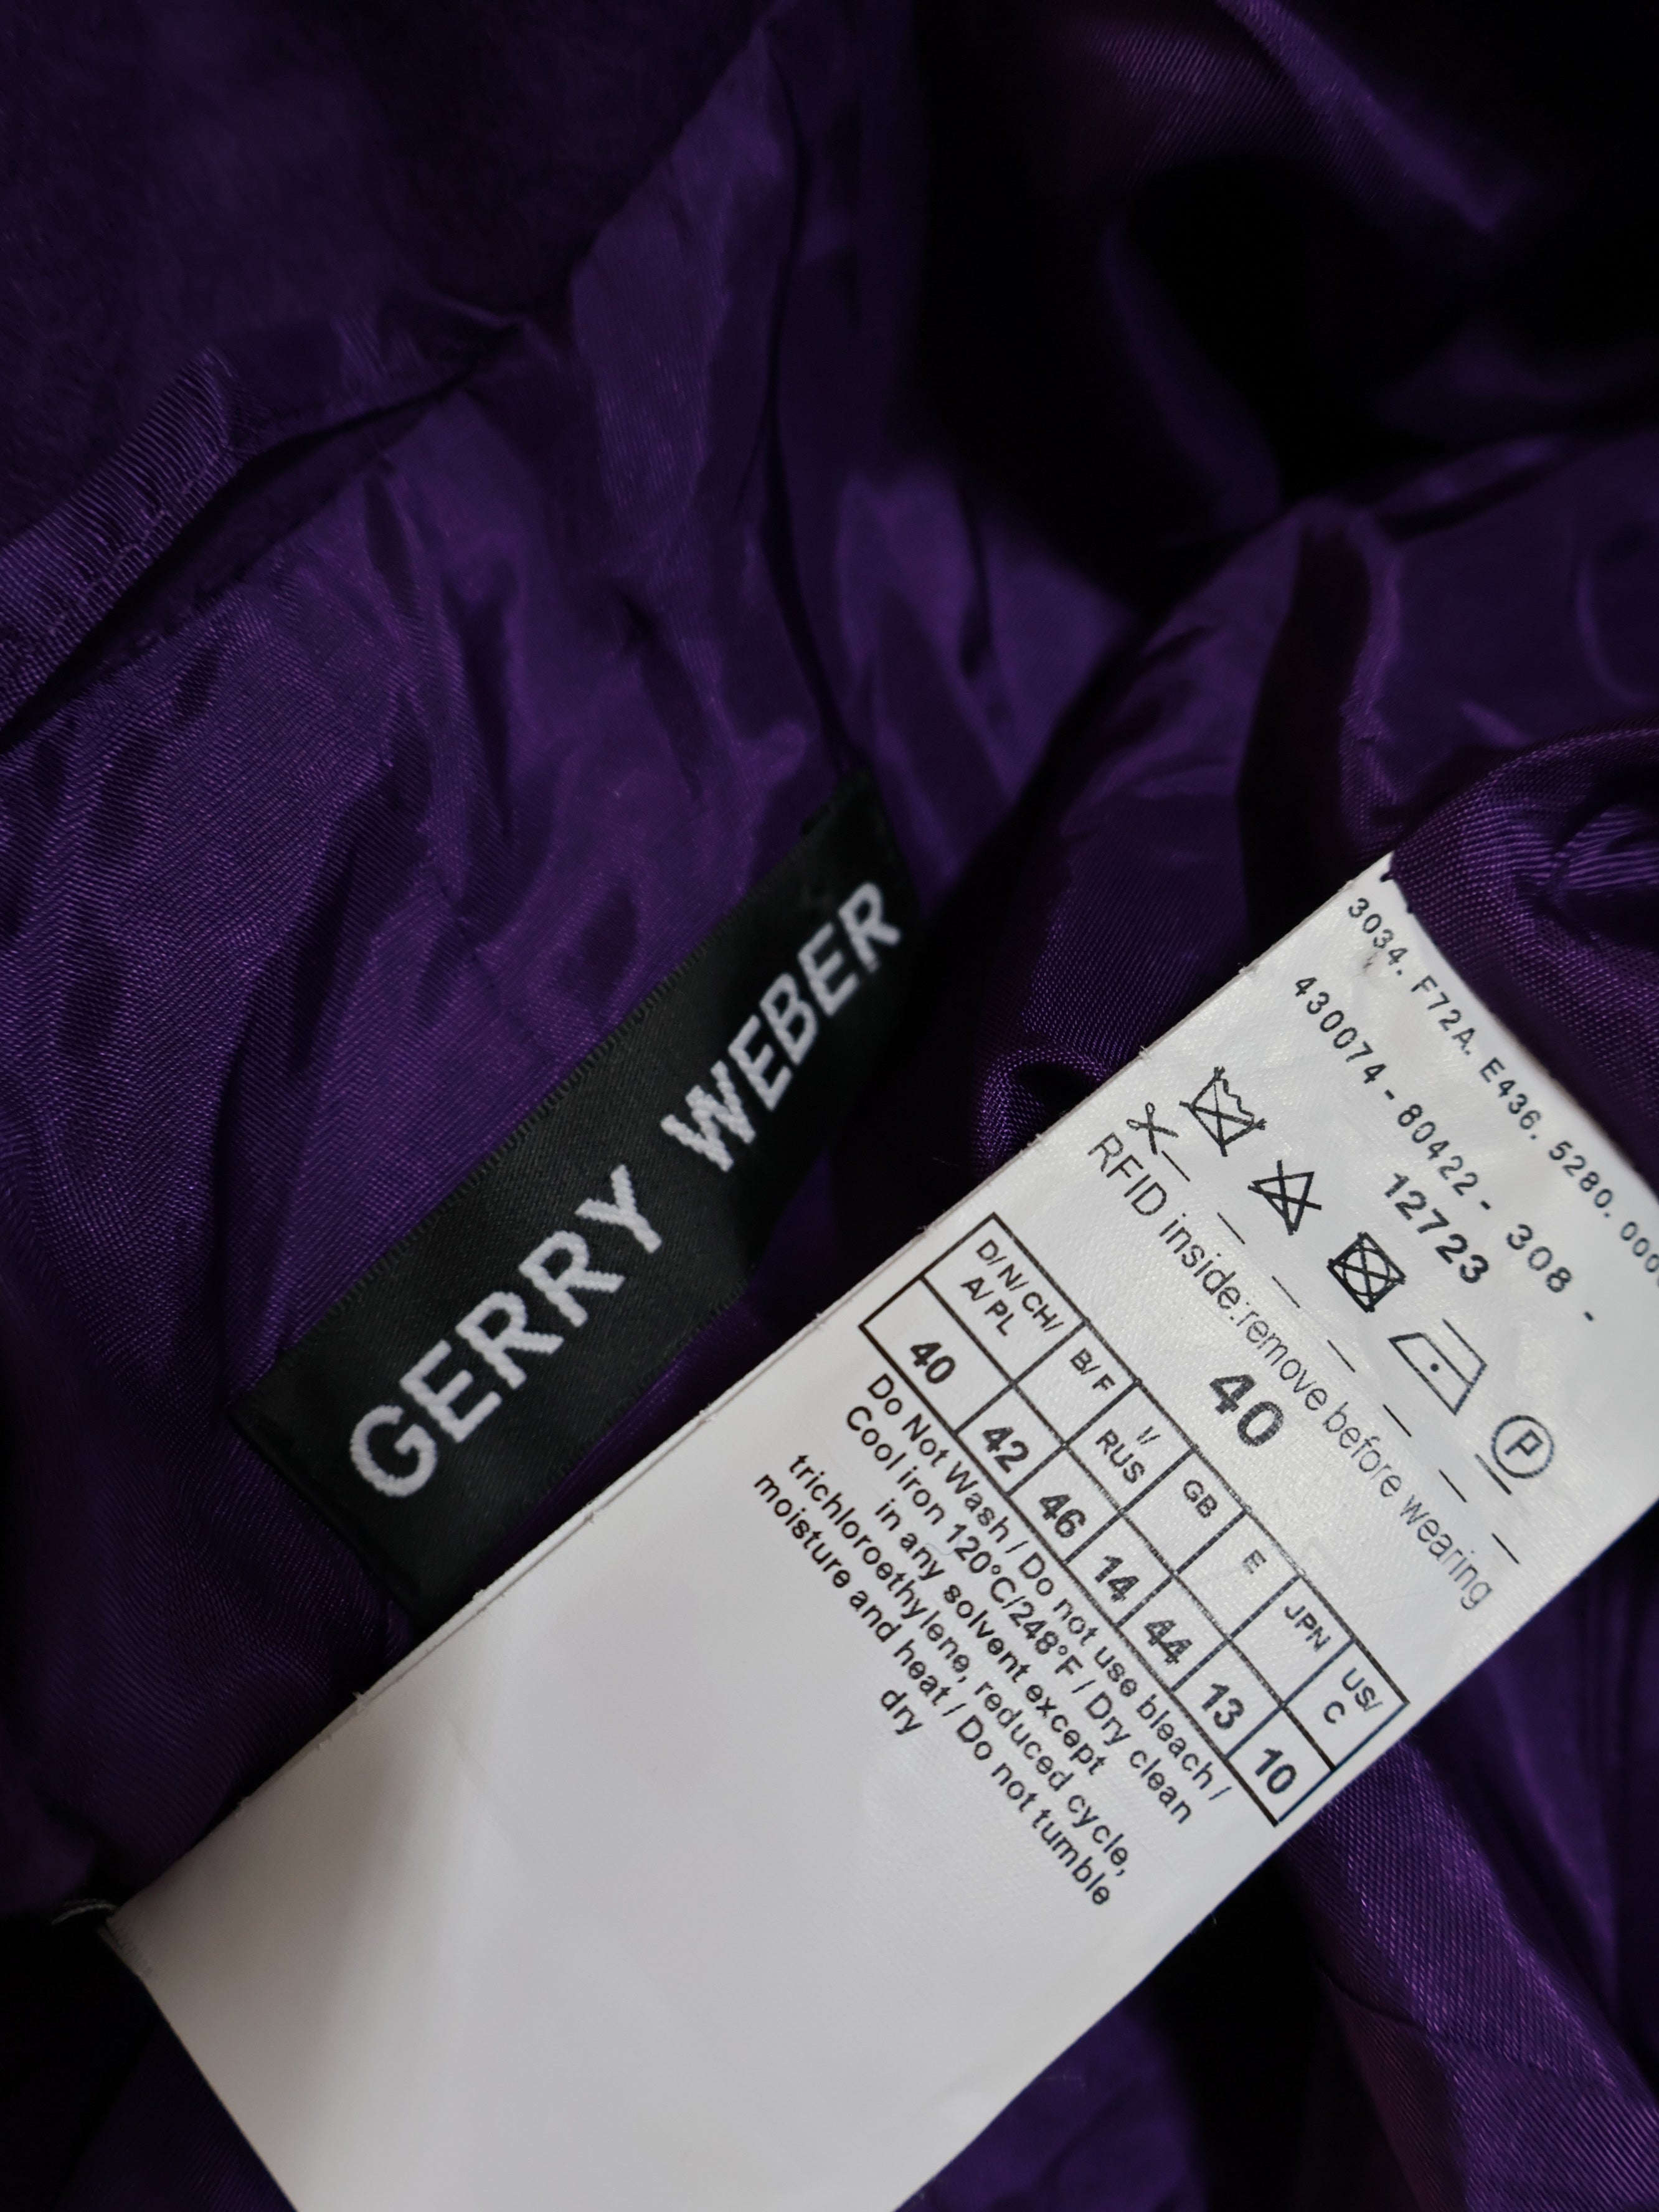 GERRY WEBER
3034. F72A. E436. 5280.
430074 - 80422 - 308 -
12723
P
RFID inside:remove before wearing
40
D/ N/ CH/ A/ PL B/ F I/ RUS GB E JPN US/ C
40 42 46 14 44 13 10
Do Not Wash / Do not use bleach /
Cool iron 120°C/248°F / Dry clean
in any solvent except
trichloroethylene, reduced cycle,
moisture and heat / Do not tumble
dry